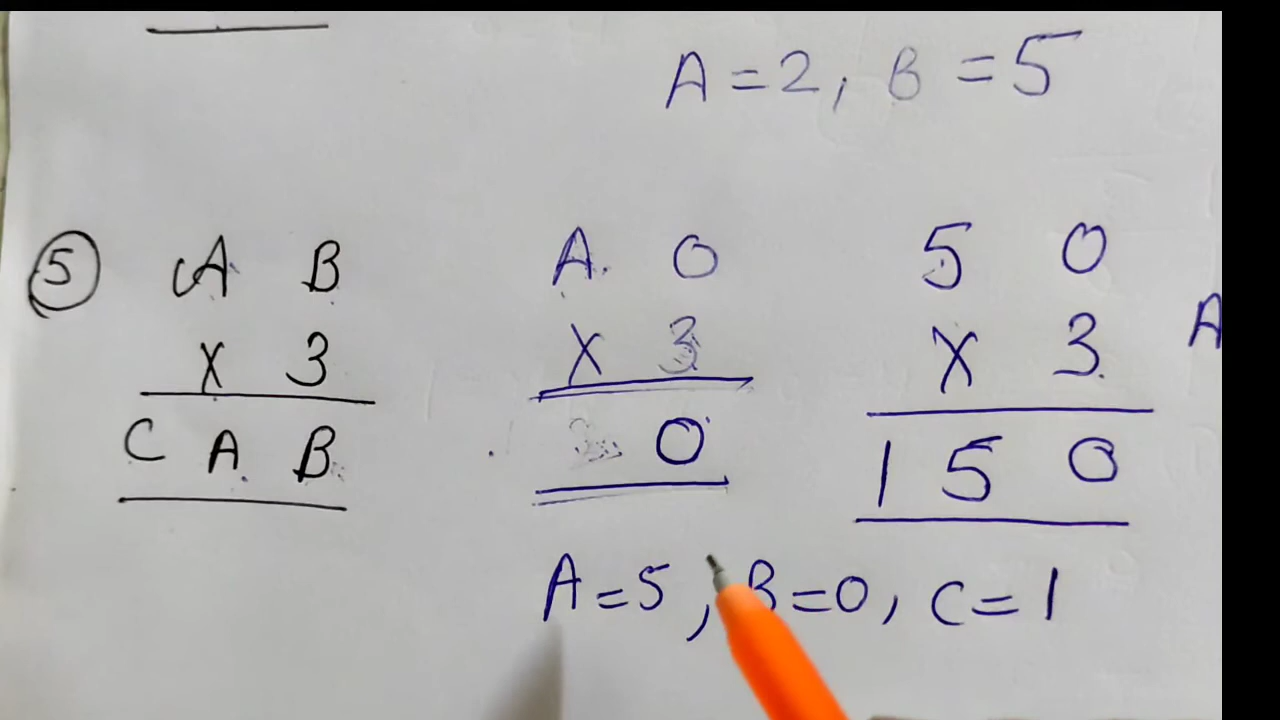 A = 2, B = 5
⑤ A B A. 0 5 0
X 3 X 3 X 3 A
C A B 0 1 5 0
A = 5, B = 0, C = 1